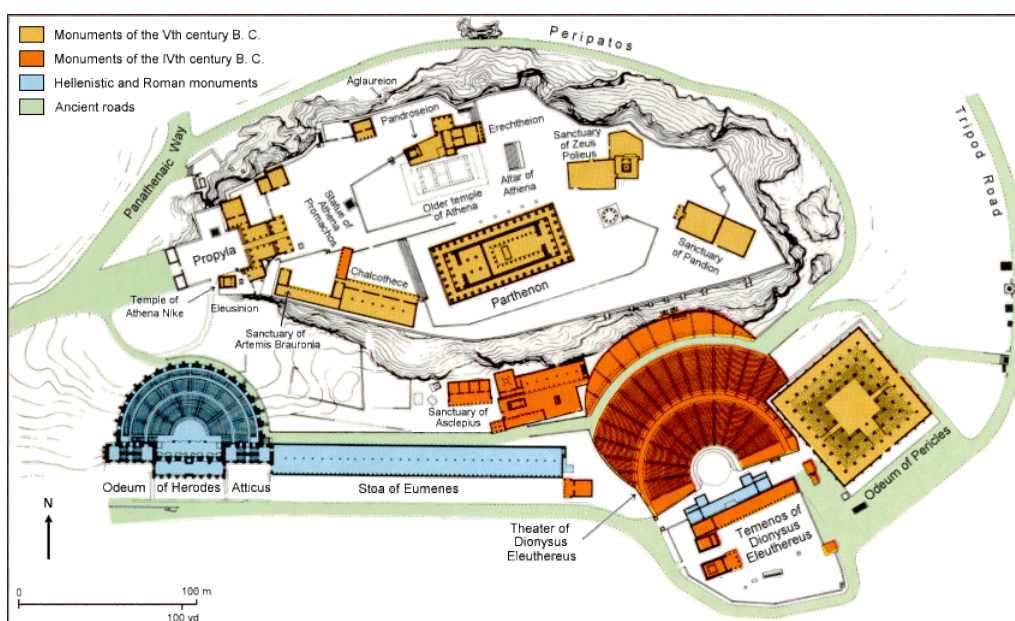 Monuments of the Vth century B. C.
Monuments of the IVth century B. C.
Hellenistic and Roman monuments
Ancient roads
Peripatos
Tripod Road
Panathenaic Way
Aglaureion
Pandroseion
Erechtheion
Sanctuary
of Zeus
Polieus
Altar of
Athena
Older temple
of Athena
Statue of
Athena
Promachos
Propyla
Chalcothece
Parthenon
Sanctuary
of Pandion
Temple of
Athena Nike
Eleusinion
Sanctuary of
Artemis Brauronia
Sanctuary of
Asclepius
Odeum of Herodes Atticus
Stoa of Eumenes
Odeum of Pericles
Theater of
Dionysus
Eleuthereus
Temenos of
Dionysus
Eleuthereus
N
0 100 m
100 yd